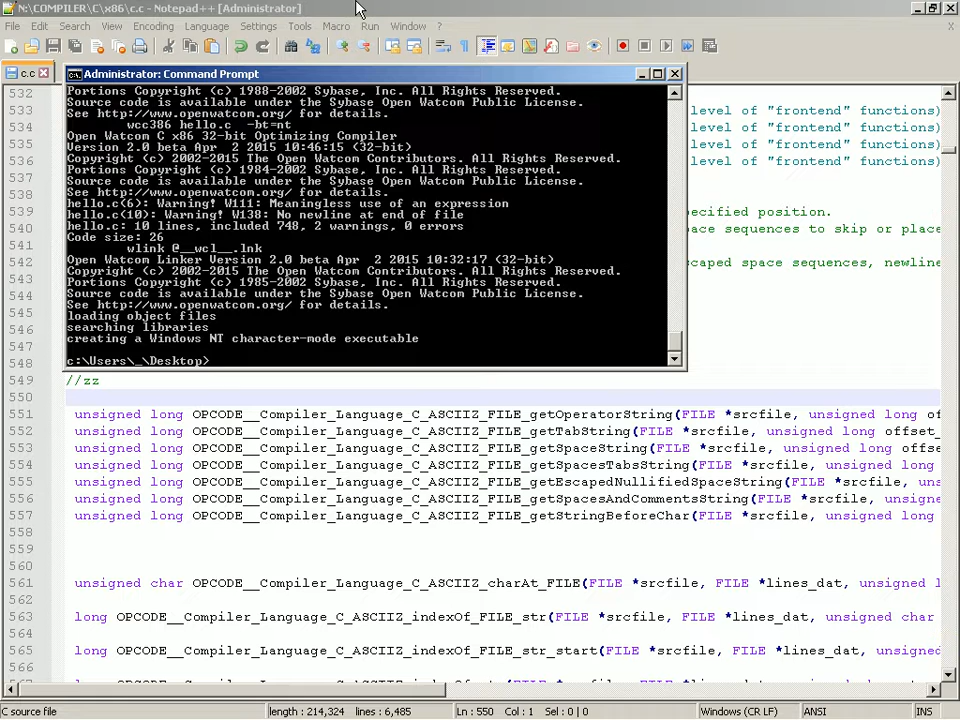 N:\COMPILER\C\x86\c.c - Notepad++ [Administrator]
File Edit Search View Encoding Language Settings Tools Macro Run Window ?
c.c
Administrator: Command Prompt
Portions Copyright (c) 1988-2002 Sybase, Inc. All Rights Reserved.
Source code is available under the Sybase Open Watcom Public License.
See http://www.openwatcom.org/ for details.
wcc386 hello.c  -bt=nt
Open Watcom C x86 32-bit Optimizing Compiler
Version 2.0 beta Apr  2 2015 10:46:15 (32-bit)
Copyright (c) 2002-2015 The Open Watcom Contributors. All Rights Reserved.
Portions Copyright (c) 1984-2002 Sybase, Inc. All Rights Reserved.
Source code is available under the Sybase Open Watcom Public License.
See http://www.openwatcom.org/ for details.
hello.c(6): Warning! W111: Meaningless use of an expression
hello.c(10): Warning! W138: No newline at end of file
hello.c: 10 lines, included 748, 2 warnings, 0 errors
Code size: 26
wlink @__wcl__.lnk
Open Watcom Linker Version 2.0 beta Apr  2 2015 10:32:17 (32-bit)
Copyright (c) 2002-2015 The Open Watcom Contributors. All Rights Reserved.
Portions Copyright (c) 1985-2002 Sybase, Inc. All Rights Reserved.
Source code is available under the Sybase Open Watcom Public License.
See http://www.openwatcom.org/ for details.
loading object files
searching libraries
creating a Windows NT character-mode executable
c:\Users\_\Desktop>
532
533 level of "frontend" functions)
534 level of "frontend" functions)
535 level of "frontend" functions)
536 level of "frontend" functions)
537
538
539 ecified position.
540 ace sequences to skip or place
541
542 scaped space sequences, newline
543
544
545
546
547
548
549 //zz
550
551 unsigned long OPCODE__Compiler_Language_C_ASCIIZ_FILE_getOperatorString(FILE *srcfile, unsigned long of
552 unsigned long OPCODE__Compiler_Language_C_ASCIIZ_FILE_getTabString(FILE *srcfile, unsigned long offset_
553 unsigned long OPCODE__Compiler_Language_C_ASCIIZ_FILE_getSpaceString(FILE *srcfile, unsigned long offse
554 unsigned long OPCODE__Compiler_Language_C_ASCIIZ_FILE_getSpacesTabsString(FILE *srcfile, unsigned long
555 unsigned long OPCODE__Compiler_Language_C_ASCIIZ_FILE_getEscapedNullifiedSpaceString(FILE *srcfile, uns
556 unsigned long OPCODE__Compiler_Language_C_ASCIIZ_FILE_getSpacesAndCommentsString(FILE *srcfile, unsigne
557 unsigned long OPCODE__Compiler_Language_C_ASCIIZ_FILE_getStringBeforeChar(FILE *srcfile, unsigned long
558
559
560
561 unsigned char OPCODE__Compiler_Language_C_ASCIIZ_charAt_FILE(FILE *srcfile, FILE *lines_dat, unsigned l
562
563 long OPCODE__Compiler_Language_C_ASCIIZ_indexOf_FILE_str(FILE *srcfile, FILE *lines_dat, unsigned char
564
565 long OPCODE__Compiler_Language_C_ASCIIZ_indexOf_FILE_str_start(FILE *srcfile, FILE *lines_dat, unsigned
566
C source file length : 214,324 lines : 6,485 Ln : 550 Col : 1 Sel : 0 | 0 Windows (CR LF) ANSI INS